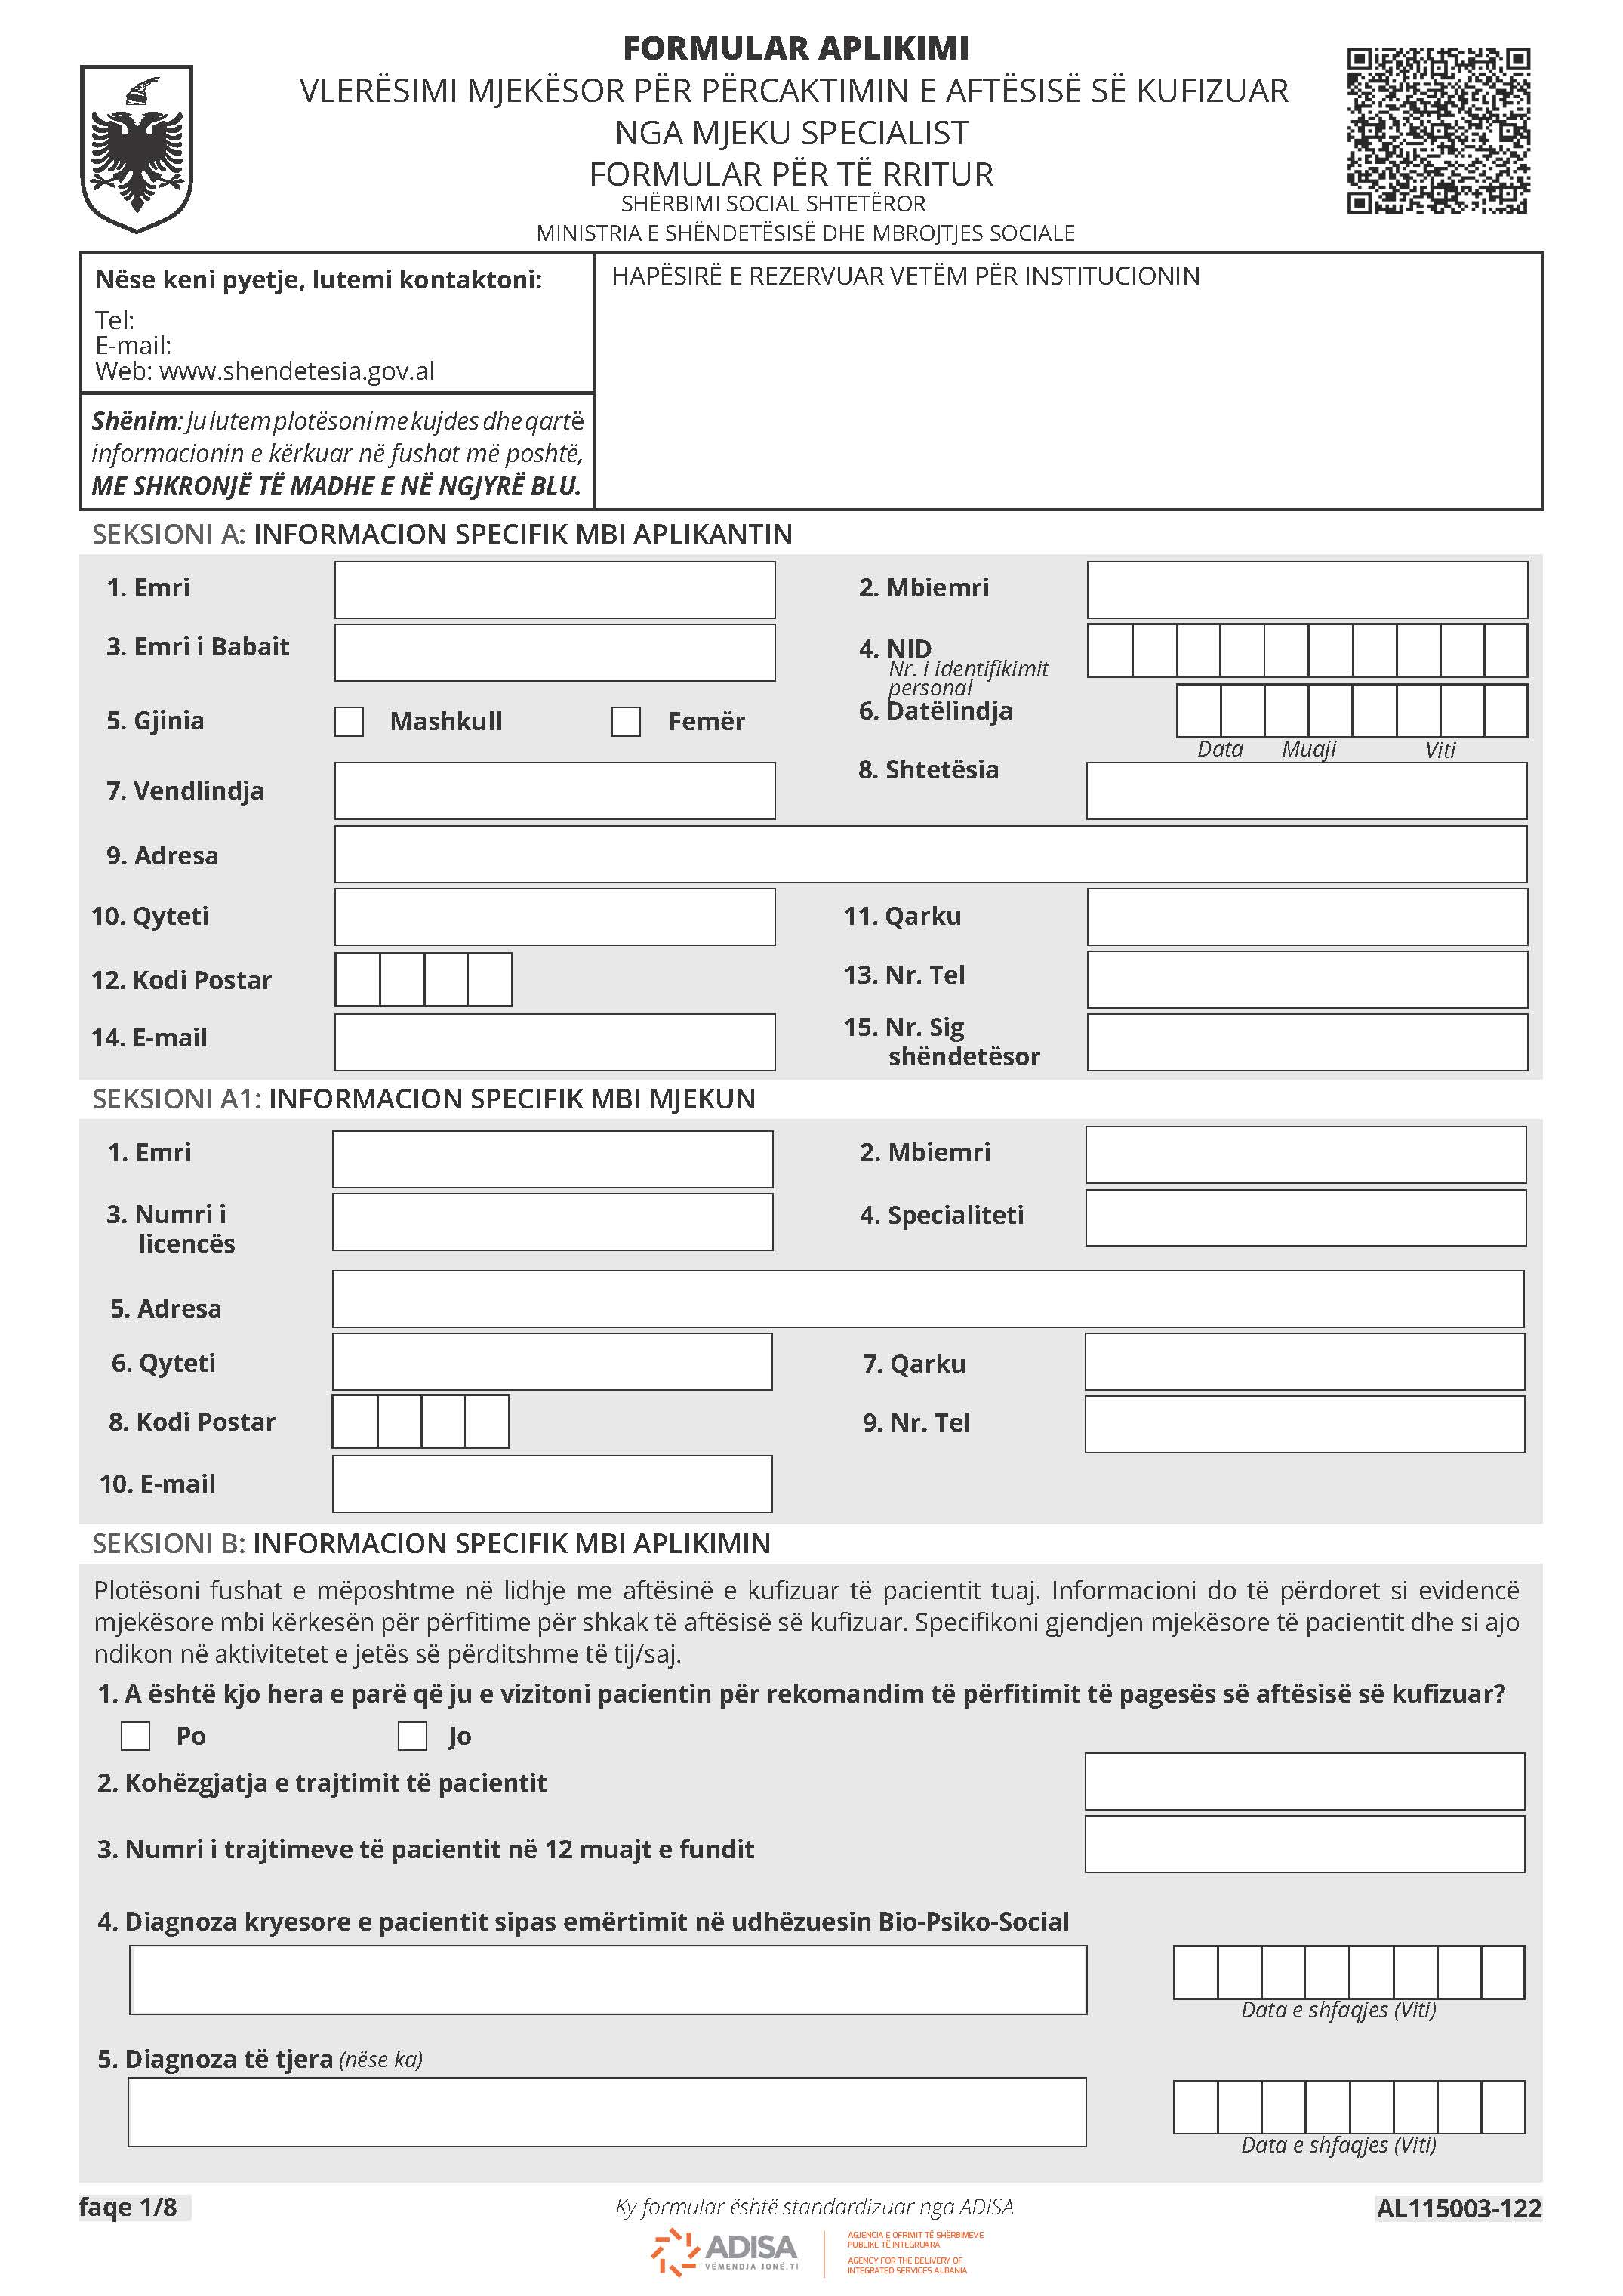 FORMULAR APLIKIMI
VLERËSIMI MJEKËSOR PËR PËRCAKTIMIN E AFTËSISË SË KUFIZUAR
NGA MJEKU SPECIALIST
FORMULAR PËR TË RRITUR
SHËRBIMI SOCIAL SHTETËROR
MINISTRIA E SHËNDETËSISË DHE MBROJTJES SOCIALE
Nëse keni pyetje, lutemi kontaktoni:
Tel:
E-mail:
Web: www.shendetesia.gov.al
HAPËSIRË E REZERVUAR VETËM PËR INSTITUCIONIN
Shënim: Ju lutem plotësoni me kujdes dhe qartë
informacionin e kërkuar në fushat më poshtë,
ME SHKRONJË TË MADHE E NË NGJYRË BLU.
SEKSIONI A: INFORMACION SPECIFIK MBI APLIKANTIN
1. Emri
2. Mbiemri
3. Emri i Babait
4. NID
Nr. i identifikimit
personal
5. Gjinia
Mashkull
Femër
6. Datëlindja
Data Muaji Viti
7. Vendlindja
8. Shtetësia
9. Adresa
10. Qyteti
11. Qarku
12. Kodi Postar
13. Nr. Tel
14. E-mail
15. Nr. Sig
shëndetësor
SEKSIONI A1: INFORMACION SPECIFIK MBI MJEKUN
1. Emri
2. Mbiemri
3. Numri i
licencës
4. Specialiteti
5. Adresa
6. Qyteti
7. Qarku
8. Kodi Postar
9. Nr. Tel
10. E-mail
SEKSIONI B: INFORMACION SPECIFIK MBI APLIKIMIN
Plotësoni fushat e mëposhtme në lidhje me aftësinë e kufizuar të pacientit tuaj. Informacioni do të përdoret si evidencë
mjekësore mbi kërkesën për përfitime për shkak të aftësisë së kufizuar. Specifikoni gjendjen mjekësore të pacientit dhe si ajo
ndikon në aktivitetet e jetës së përditshme të tij/saj.
1. A është kjo hera e parë që ju e vizitoni pacientin për rekomandim të përfitimit të pagesës së aftësisë së kufizuar?
Po
Jo
2. Kohëzgjatja e trajtimit të pacientit
3. Numri i trajtimeve të pacientit në 12 muajt e fundit
4. Diagnoza kryesore e pacientit sipas emërtimit në udhëzuesin Bio-Psiko-Social
Data e shfaqjes (Viti)
5. Diagnoza të tjera (nëse ka)
Data e shfaqjes (Viti)
faqe 1/8
Ky formular është standardizuar nga ADISA
AL115003-122
ADISA
VEMENDJA JONË, TI
AGJENCIA E OFRIMIT TË SHËRBIMEVE
PUBLIKE TË INTEGRUARA
AGENCY FOR THE DELIVERY OF
INTEGRATED SERVICES ALBANIA